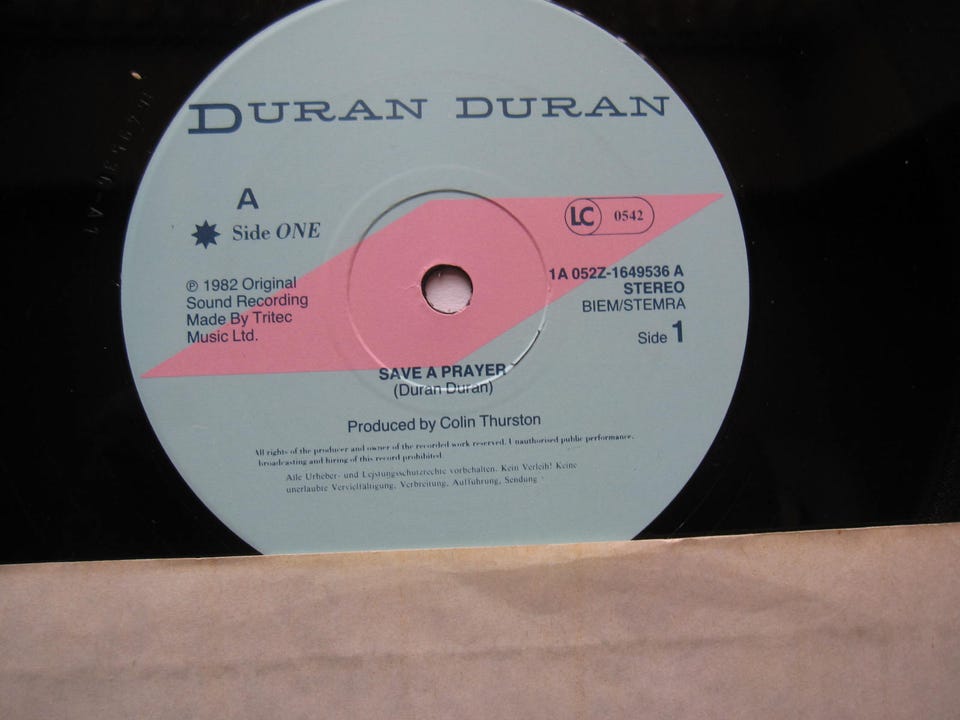 DURAN DURAN
A
Side ONE
LC 0542
℗ 1982 Original
Sound Recording
Made By Tritec
Music Ltd.
1A 052Z-1649536 A
STEREO
BIEM/STEMRA
Side 1
SAVE A PRAYER
(Duran Duran)
Produced by Colin Thurston
All rights of the producer and owner of the recorded work reserved. Unauthorised public performance,
broadcasting and hiring of this record prohibited.
Alle Urheber- und Leistungsschutzrechte vorbehalten. Kein Verleih! Keine
unerlaubte Vervielfältigung, Verbreitung, Aufführung, Sendung